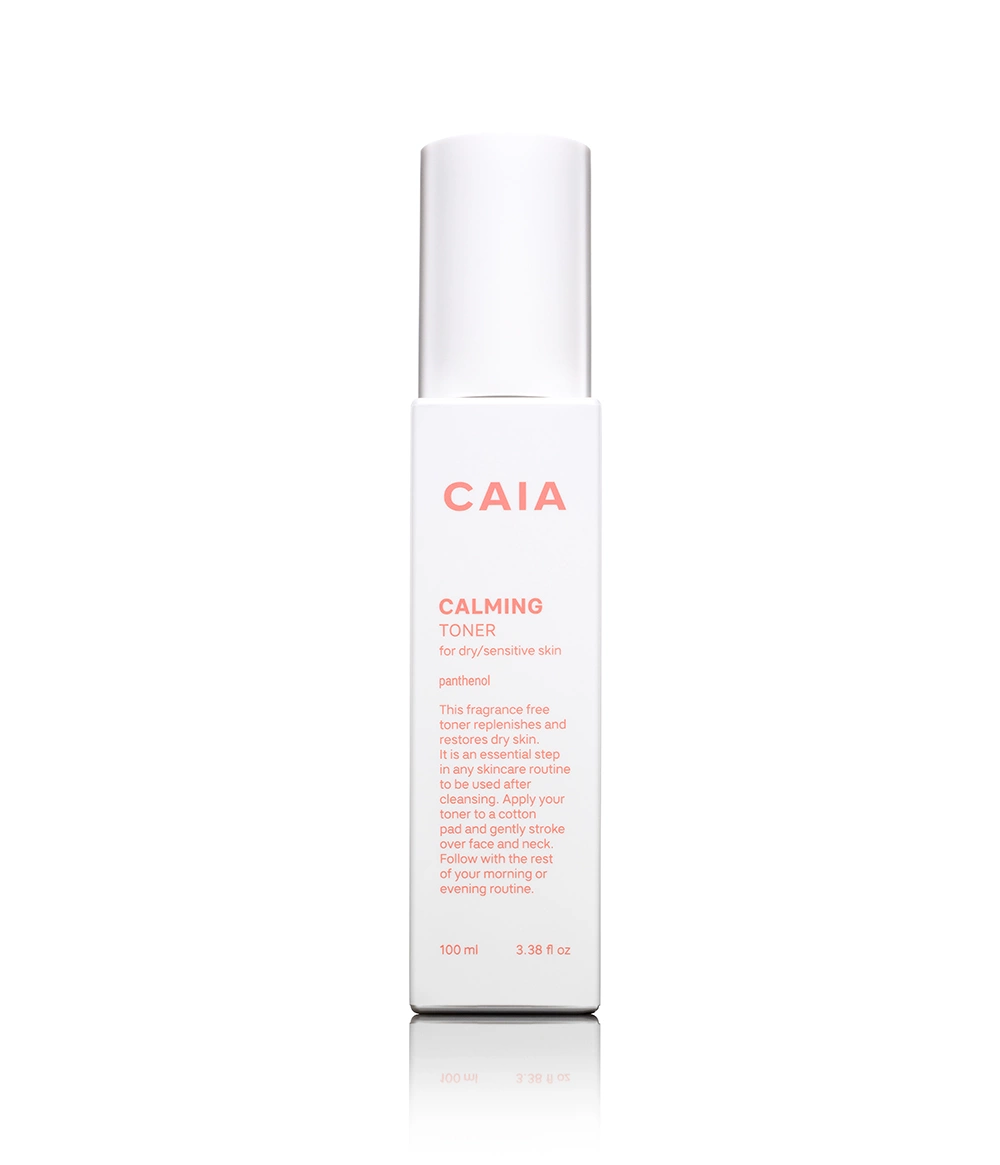 CAIA
CALMING
TONER
for dry/sensitive skin
panthenol
This fragrance free
toner replenishes and
restores dry skin.
It is an essential step
in any skincare routine
to be used after
cleansing. Apply your
toner to a cotton
pad and gently stroke
over face and neck.
Follow with the rest
of your morning or
evening routine.
100 ml 3.38 fl oz